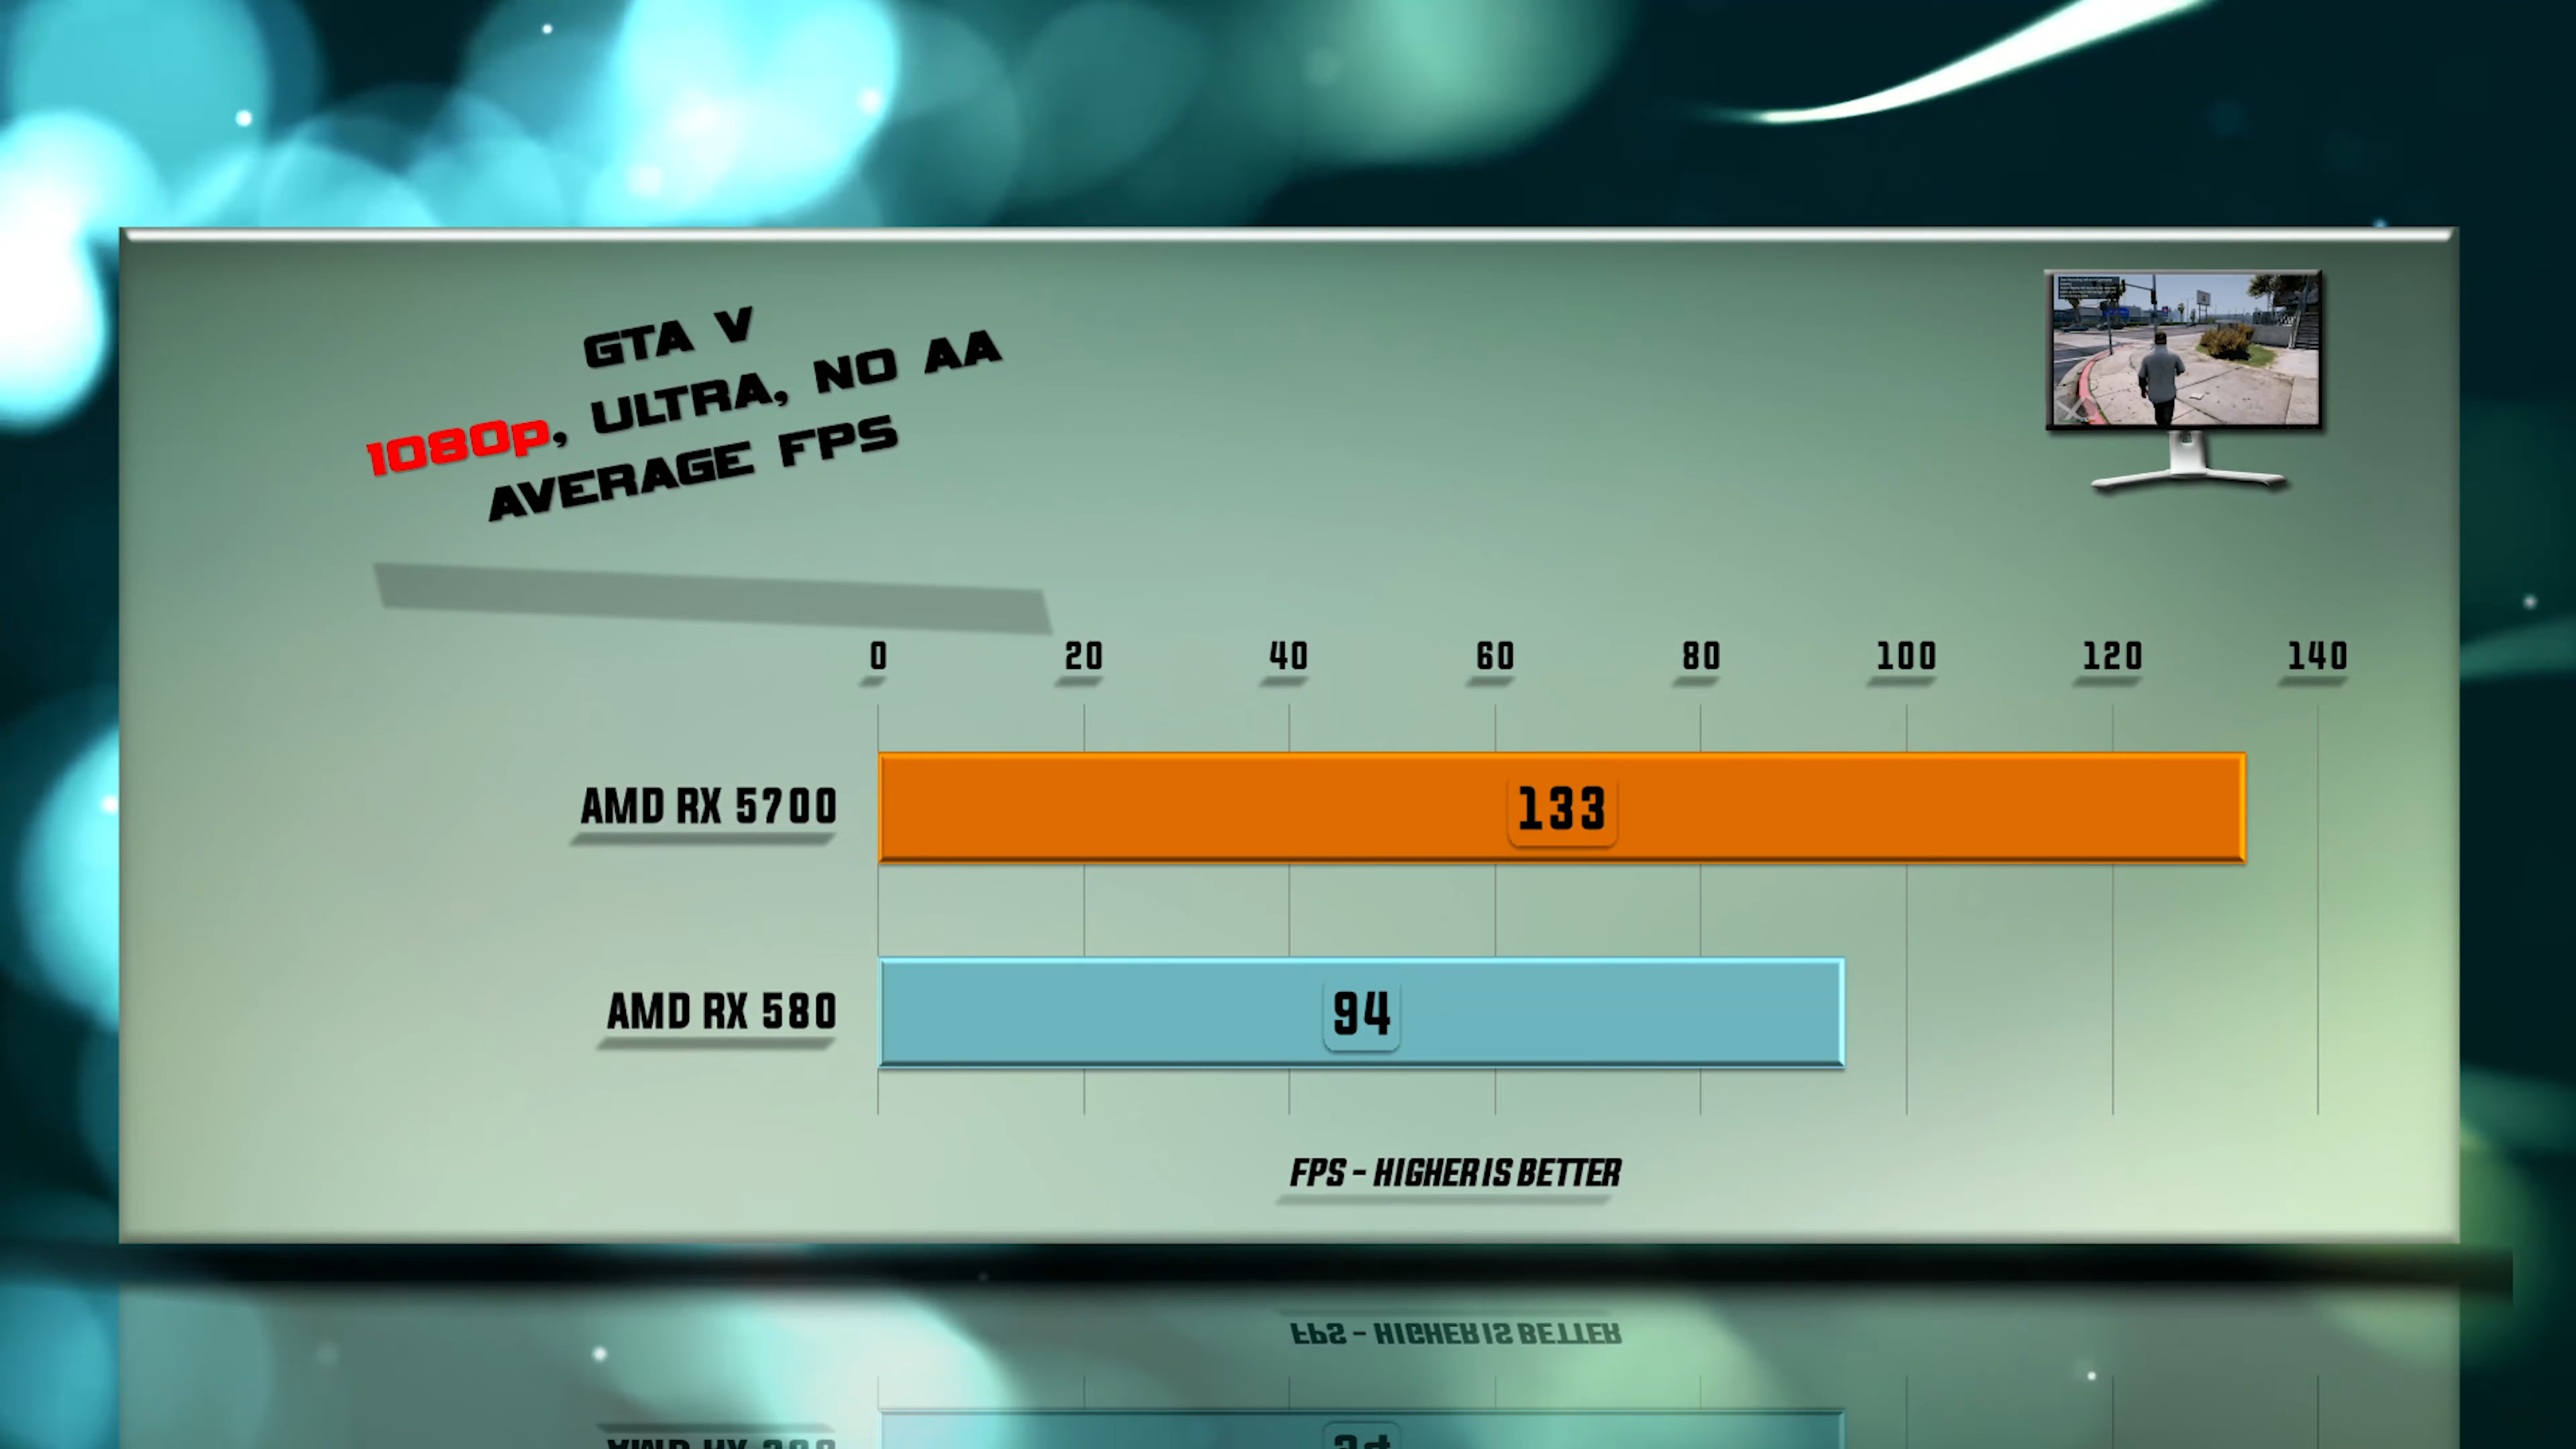 GTA V
1080p, ULTRA, NO AA
AVERAGE FPS
0 20 40 60 80 100 120 140
AMD RX 5700 133
AMD RX 580 94
FPS - HIGHER IS BETTER